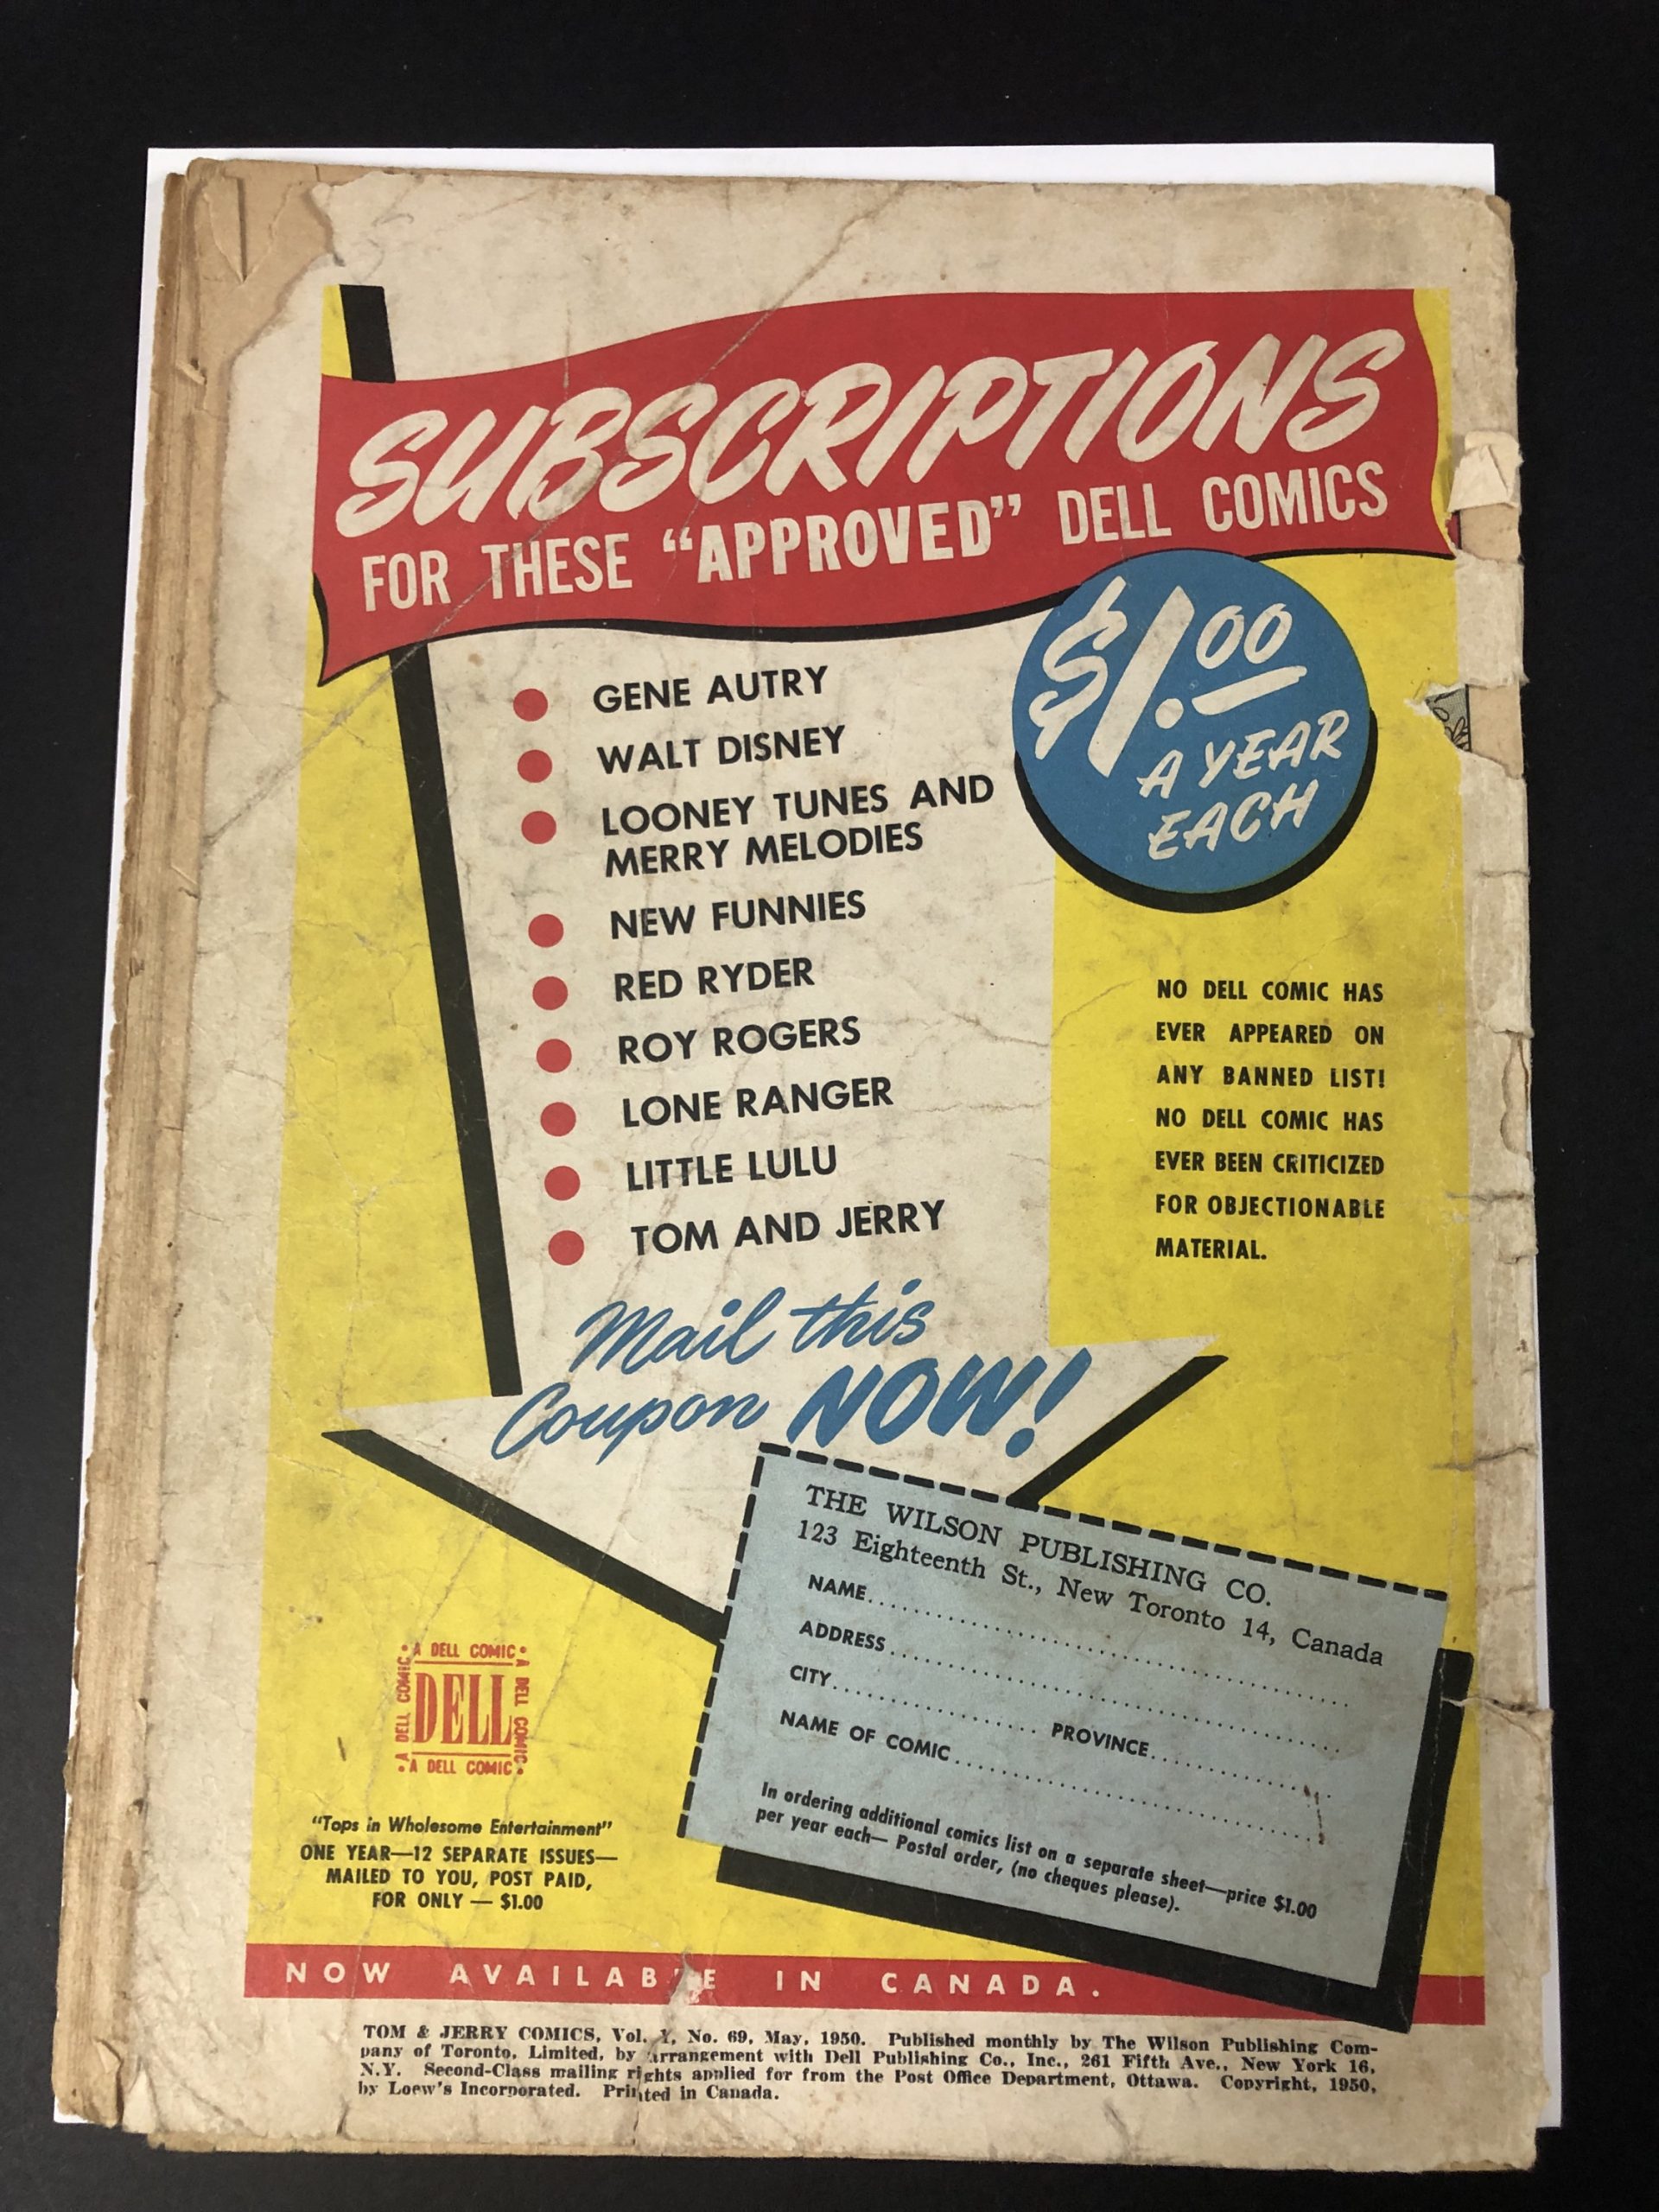 SUBSCRIPTIONS
FOR THESE “APPROVED” DELL COMICS
$1.00
A YEAR
EACH
GENE AUTRY
WALT DISNEY
LOONEY TUNES AND
MERRY MELODIES
NEW FUNNIES
RED RYDER
ROY ROGERS
LONE RANGER
LITTLE LULU
TOM AND JERRY
NO DELL COMIC HAS
EVER APPEARED ON
ANY BANNED LIST!
NO DELL COMIC HAS
EVER BEEN CRITICIZED
FOR OBJECTIONABLE
MATERIAL.
Mail this
Coupon NOW!
THE WILSON PUBLISHING CO.
123 Eighteenth St., New Toronto 14, Canada
NAME
ADDRESS
CITY PROVINCE
NAME OF COMIC
In ordering additional comics list on a separate sheet—price $1.00
per year each— Postal order, (no cheques please).
A DELL COMIC
A DELL COMIC
DELL
A DELL COMIC
A DELL COMIC
“Tops in Wholesome Entertainment”
ONE YEAR—12 SEPARATE ISSUES—
MAILED TO YOU, POST PAID,
FOR ONLY — $1.00
NOW IN CANADA.
TOM & JERRY COMICS, Vol. No. 69, May, 1950. Published monthly by The Wilson Publishing Com-
pany of Toronto, Limited, by arrangement with Dell Publishing Co., Inc., 261 Fifth Ave., New York 16,
N.Y. Second-Class mailing rights applied for from the Post Office Department, Ottawa. Copyright, 1950,
by Loew's Incorporated. Printed in Canada.